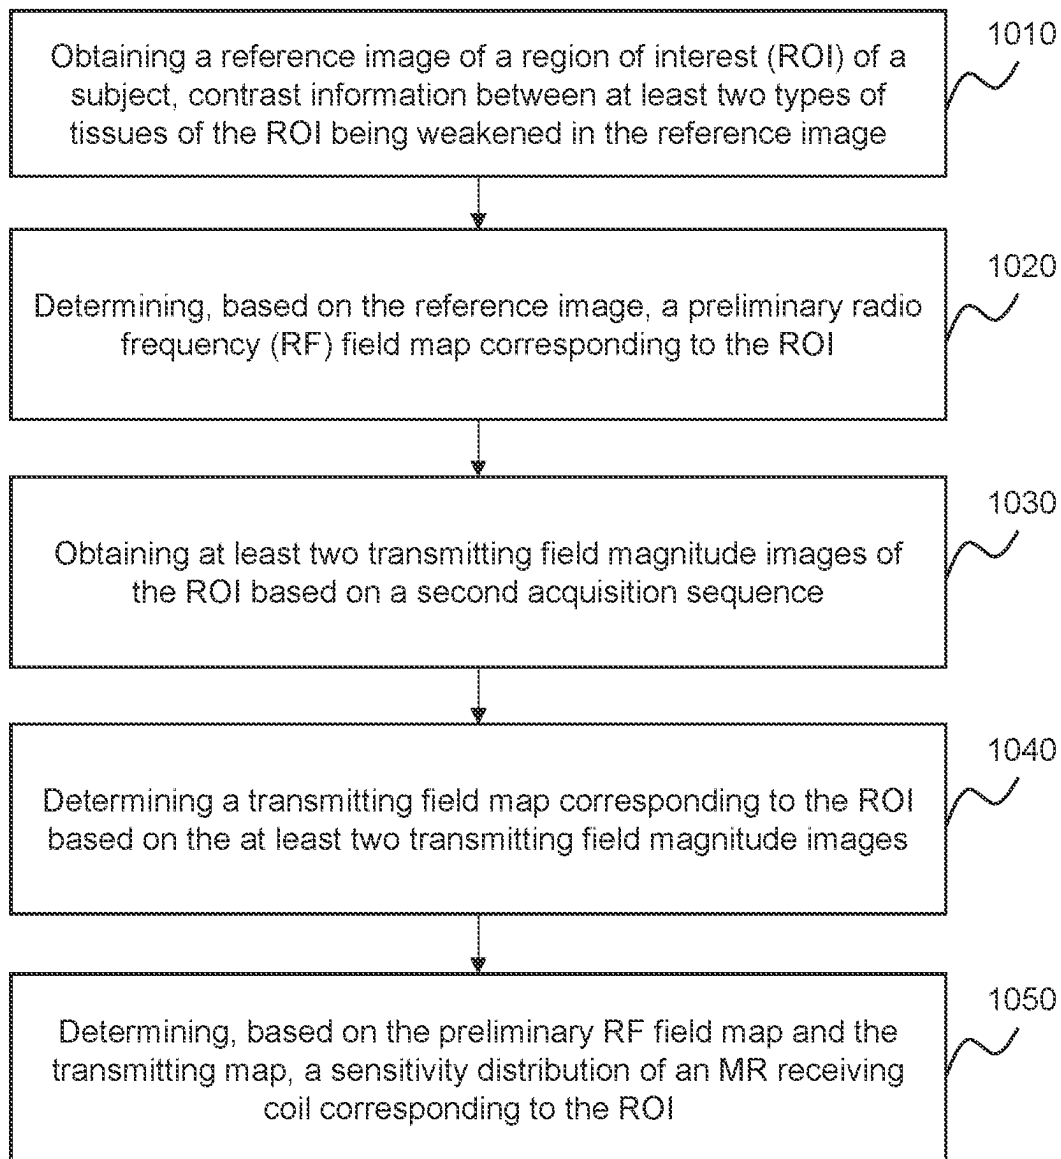 Obtaining a reference image of a region of interest (ROI) of a
subject, contrast information between at least two types of
tissues of the ROI being weakened in the reference image
1010
Determining, based on the reference image, a preliminary radio
frequency (RF) field map corresponding to the ROI
1020
Obtaining at least two transmitting field magnitude images of
the ROI based on a second acquisition sequence
1030
Determining a transmitting field map corresponding to the ROI
based on the at least two transmitting field magnitude images
1040
Determining, based on the preliminary RF field map and the
transmitting map, a sensitivity distribution of an MR receiving
coil corresponding to the ROI
1050